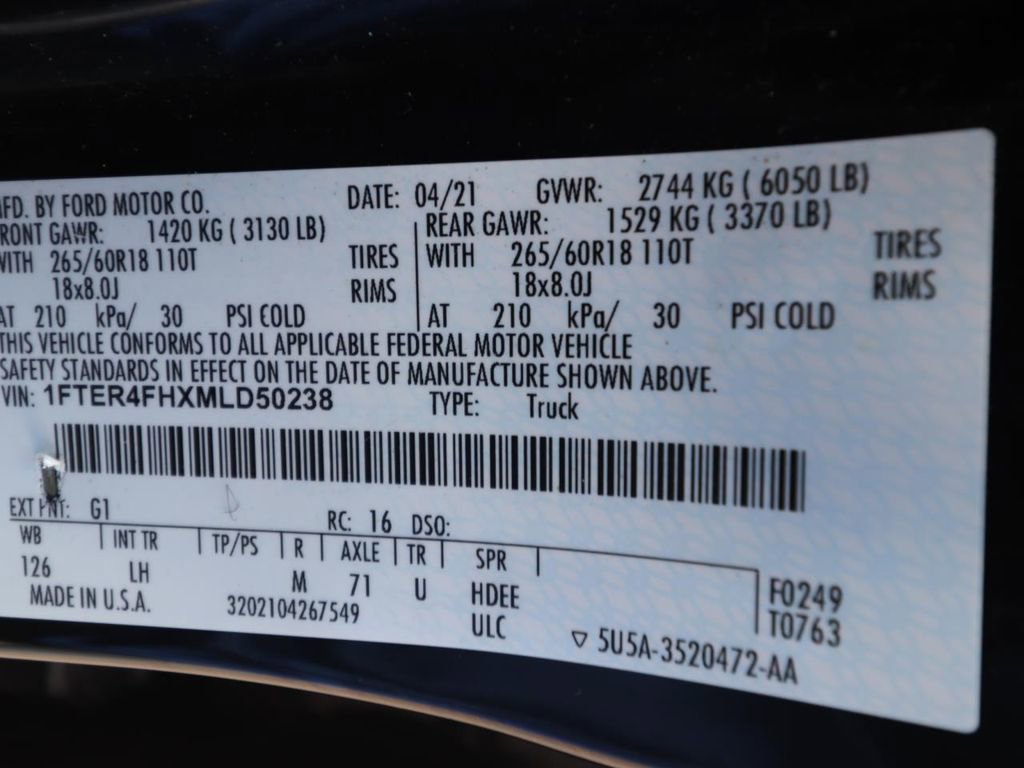 MFD. BY FORD MOTOR CO. DATE: 04/21 GVWR: 2744 KG ( 6050 LB)
FRONT GAWR: 1420 KG ( 3130 LB) REAR GAWR: 1529 KG ( 3370 LB)
WITH 265/60R18 110T TIRES WITH 265/60R18 110T TIRES
18x8.0J RIMS 18x8.0J RIMS
AT 210 kPa/ 30 PSI COLD AT 210 kPa/ 30 PSI COLD
THIS VEHICLE CONFORMS TO ALL APPLICABLE FEDERAL MOTOR VEHICLE
SAFETY STANDARDS IN EFFECT ON THE DATE OF MANUFACTURE SHOWN ABOVE.
VIN: 1FTER4FHXMLD50238 TYPE: Truck
EXT PNT: G1 RC: 16 DSO:
WB INT TR TP/PS R AXLE TR SPR
126 LH M 71 U HDEE F0249
MADE IN U.S.A. 3202104267549 ULC T0763
5U5A-3520472-AA